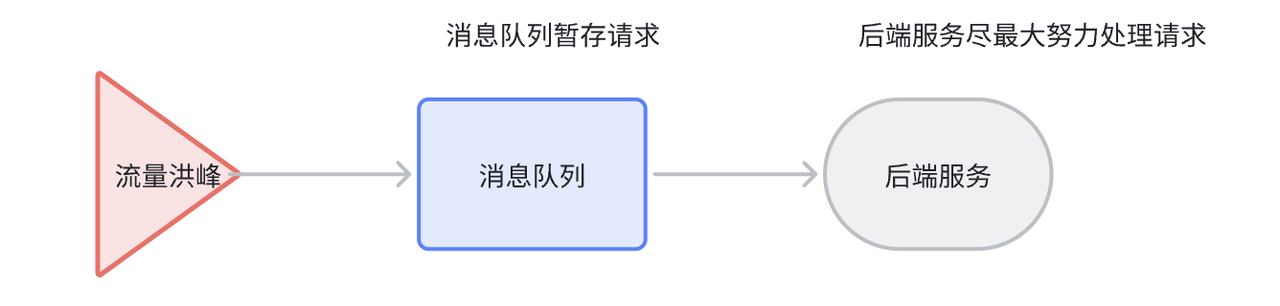 消息队列暂存请求
后端服务尽最大努力处理请求
流量洪峰
消息队列
后端服务